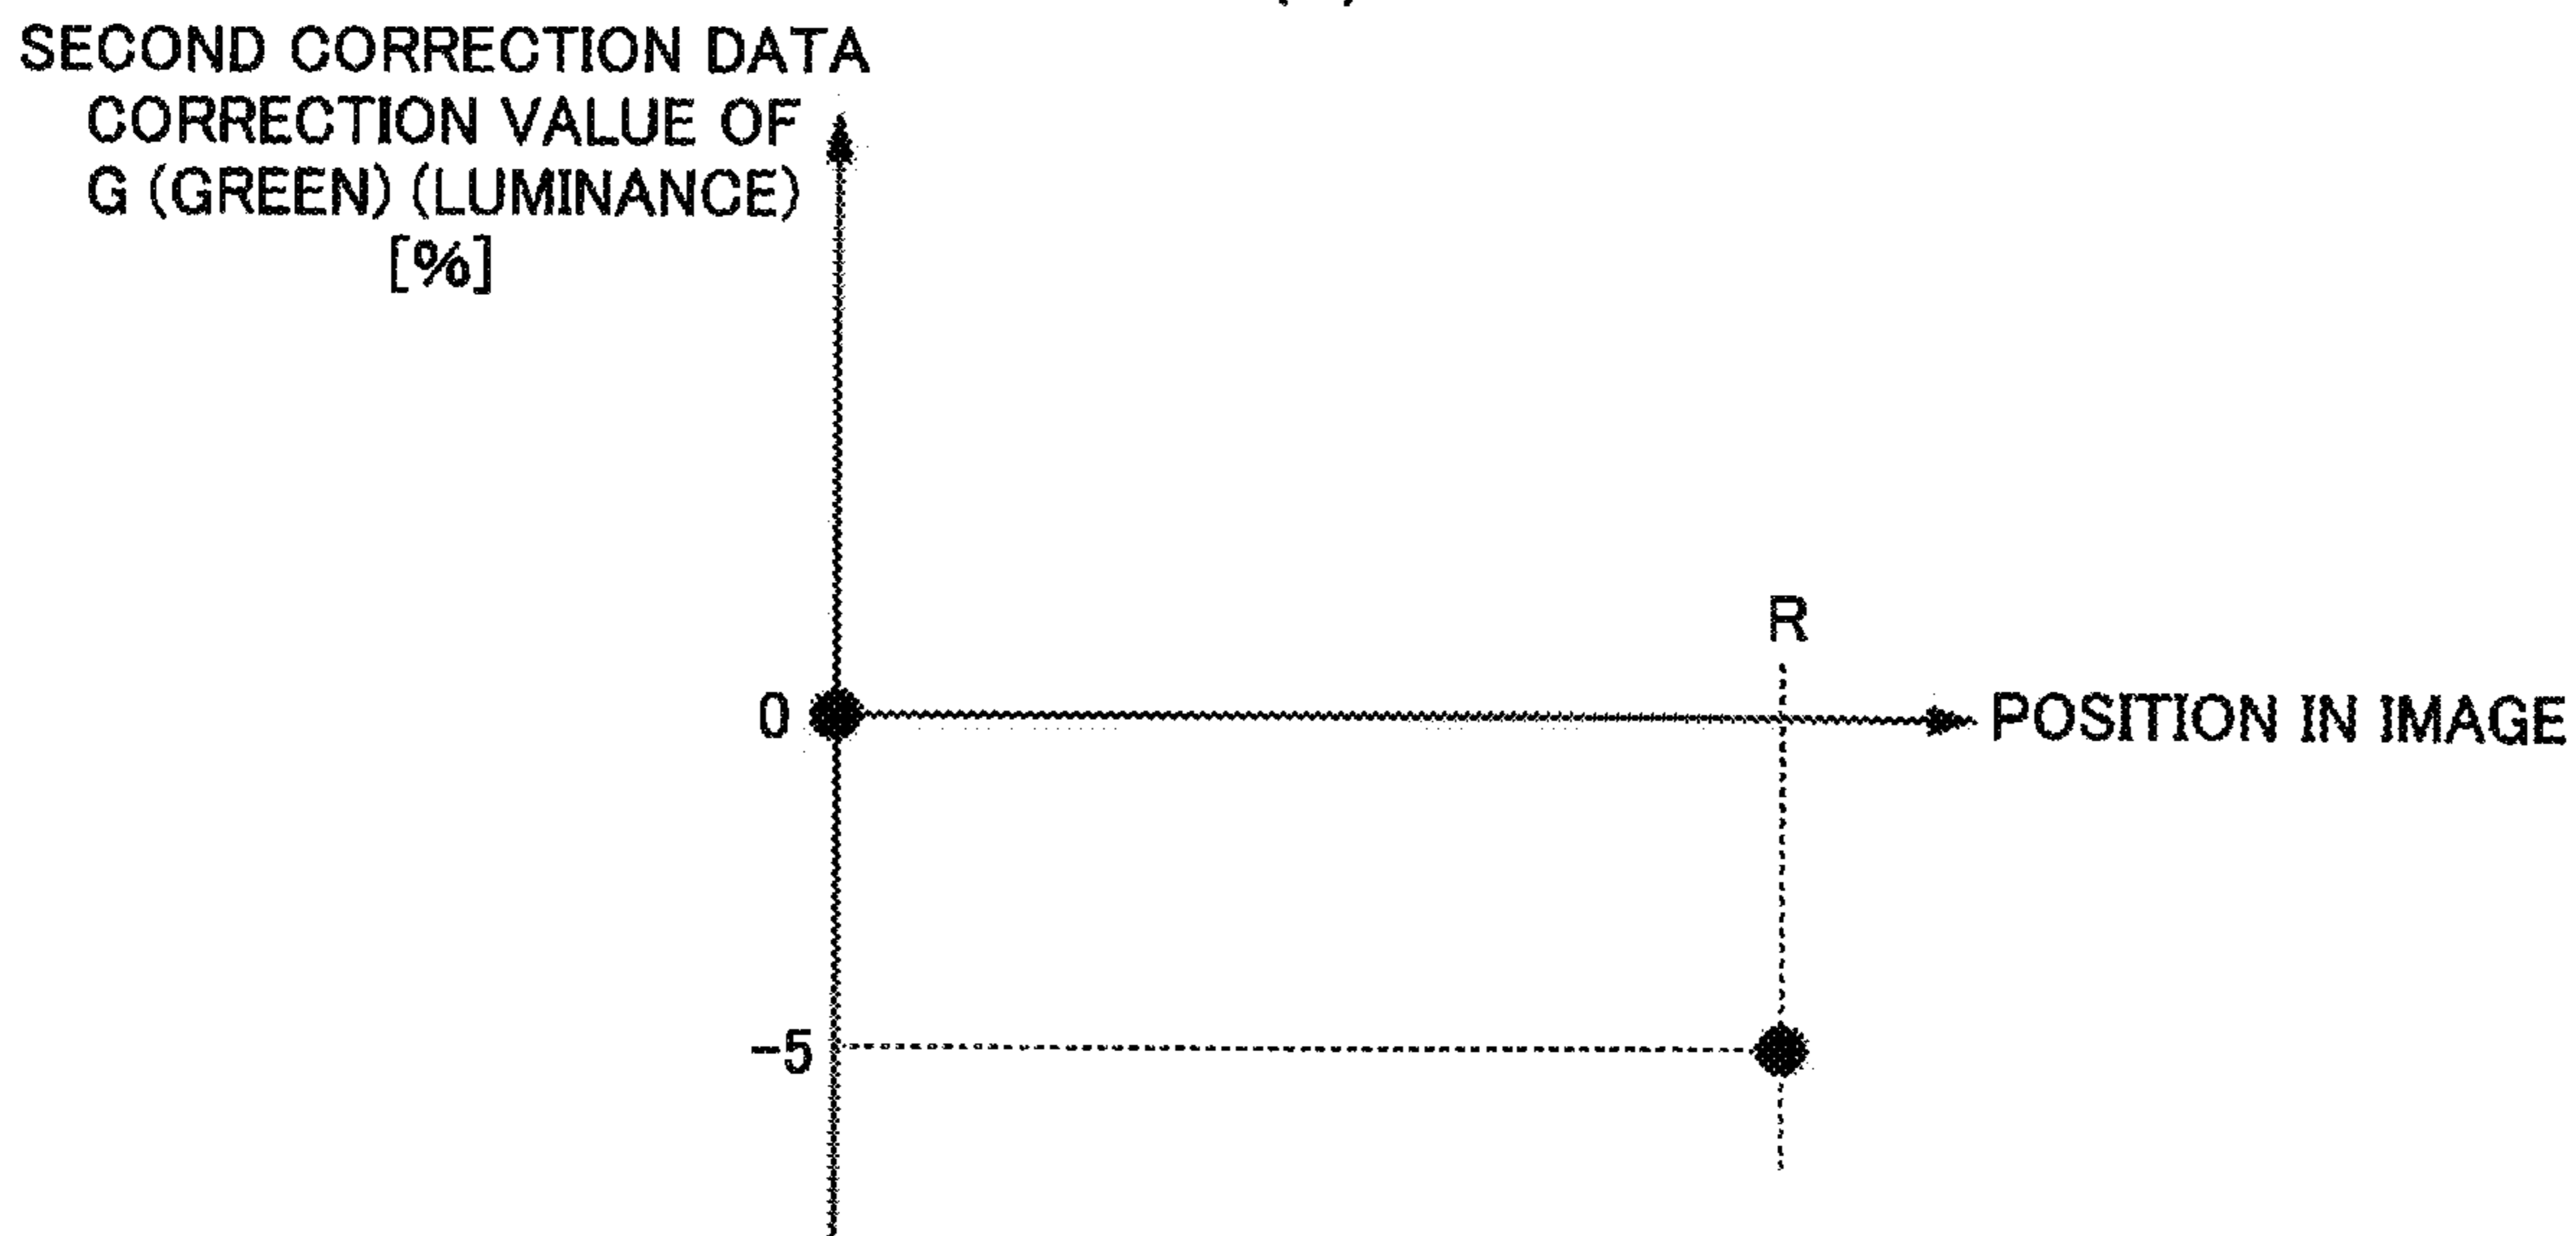 SECOND CORRECTION DATA
CORRECTION VALUE OF
G (GREEN) (LUMINANCE)
[%]
R
0
POSITION IN IMAGE
-5